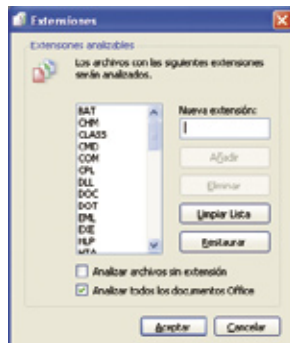 Extensiones
Extensiones analizables
Los archivos con las siguientes extensiones
serán analizados.
BAT
CHM
CLASS
CMD
COM
CPL
DLL
DOC
DOT
EML
EXE
HLP
HTA
Nueva extensión:
Añadir
Eliminar
Limpiar Lista
Restaurar
Analizar archivos sin extensión
Analizar todos los documentos Office
Aceptar
Cancelar